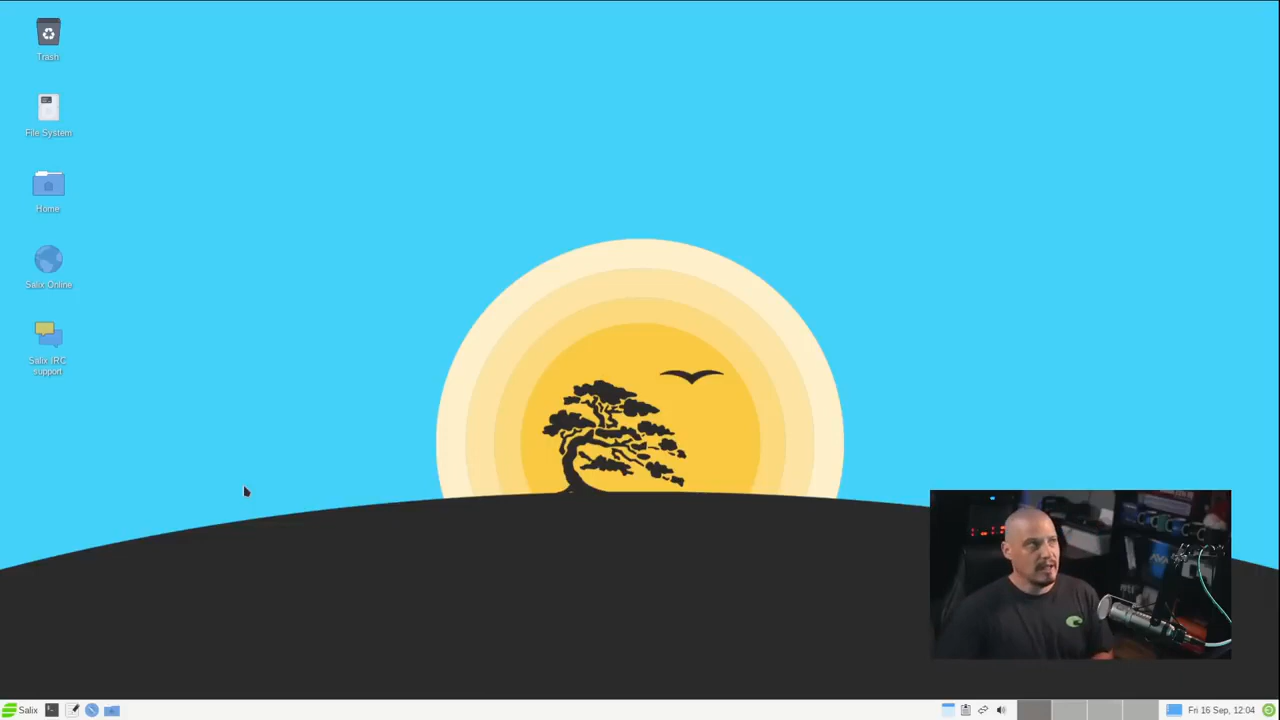 Trash
File System
Home
Salix Online
Salix IRC
support
Salix
Fri 16 Sep, 12:04